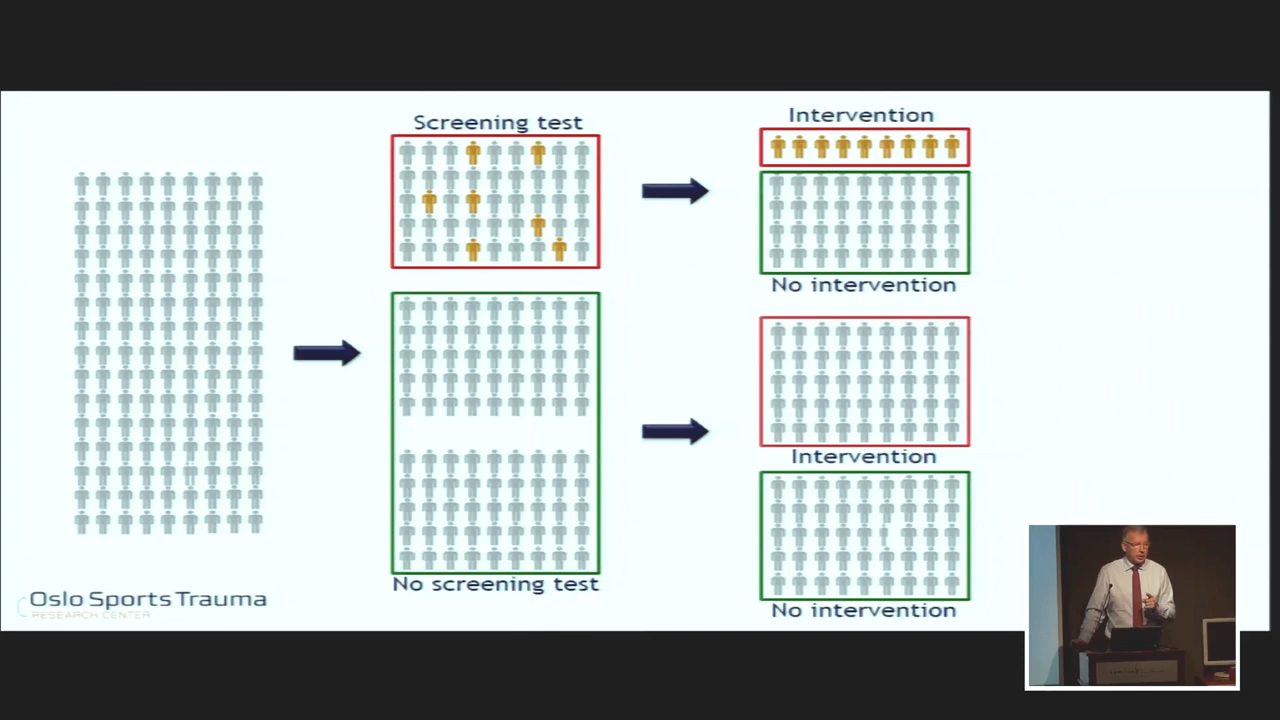 Screening test
Intervention
No intervention
Intervention
No screening test
No intervention
Oslo Sports Trauma
RESEARCH CENTER